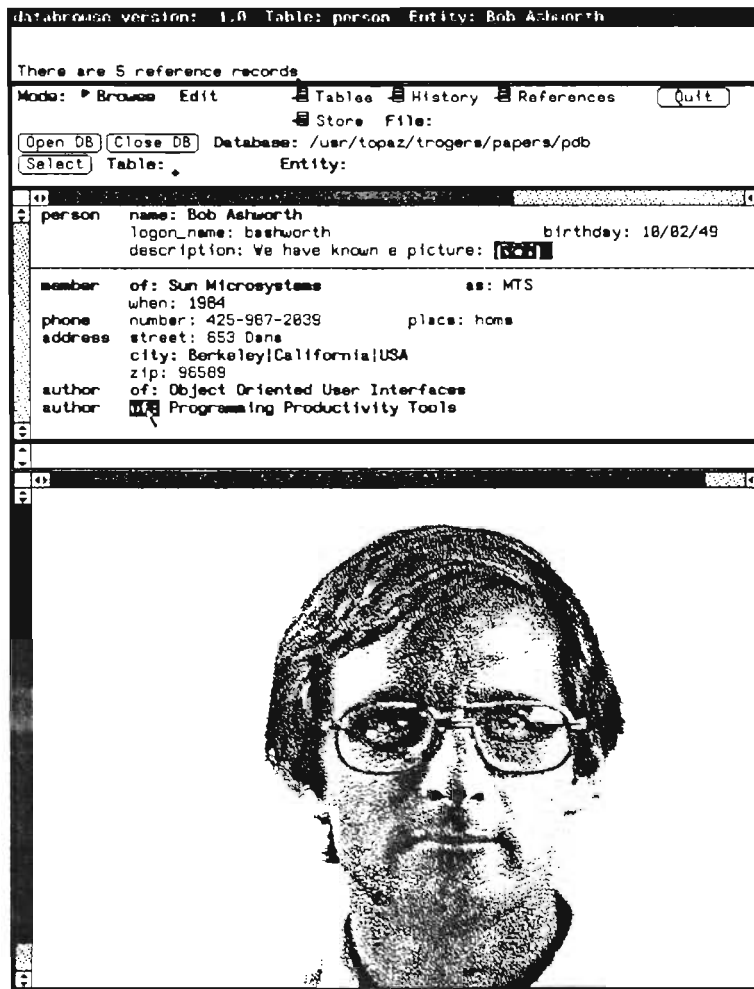 databrowse version: 1.0 Table: person Entity: Bob Ashworth
There are 5 reference records
Mode: Browse Edit Tables History References Quit
Store File:
Open DB Close DB Database: /usr/topaz/trogers/papers/pdb
Select Table: Entity:
person name: Bob Ashworth
logon_name: bashworth birthday: 10/02/49
description: We have known e picture:
member of: Sun Microsystems as: MTS
when: 1984
phone number: 425-987-2039 place: home
address street: 653 Dana
city: Berkeley|California|USA
zip: 98589
author of: Object Oriented User Interfaces
author of: Programming Productivity Tools